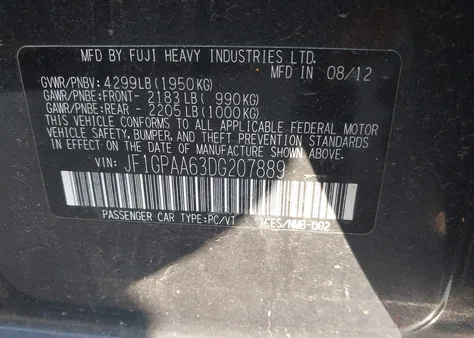 MFD BY FUJI HEAVY INDUSTRIES LTD.
MFD IN 08/12
GVWR/PNBV: 4299LB(1950KG)
GAWR/PNBE:FRONT- 2183LB( 990KG)
GAWR/PNBE:REAR - 2205LB(1000KG)
THIS VEHICLE CONFORMS TO ALL APPLICABLE FEDERAL MOTOR
VEHICLE SAFETY, BUMPER, AND THEFT PREVENTION STANDARDS
IN EFFECT ON THE DATE OF MANUFACTURE SHOWN ABOVE.
VIN: JF1GPAA63DG207889
PASSENGER CAR TYPE:PC/VT ICES/NMB-002